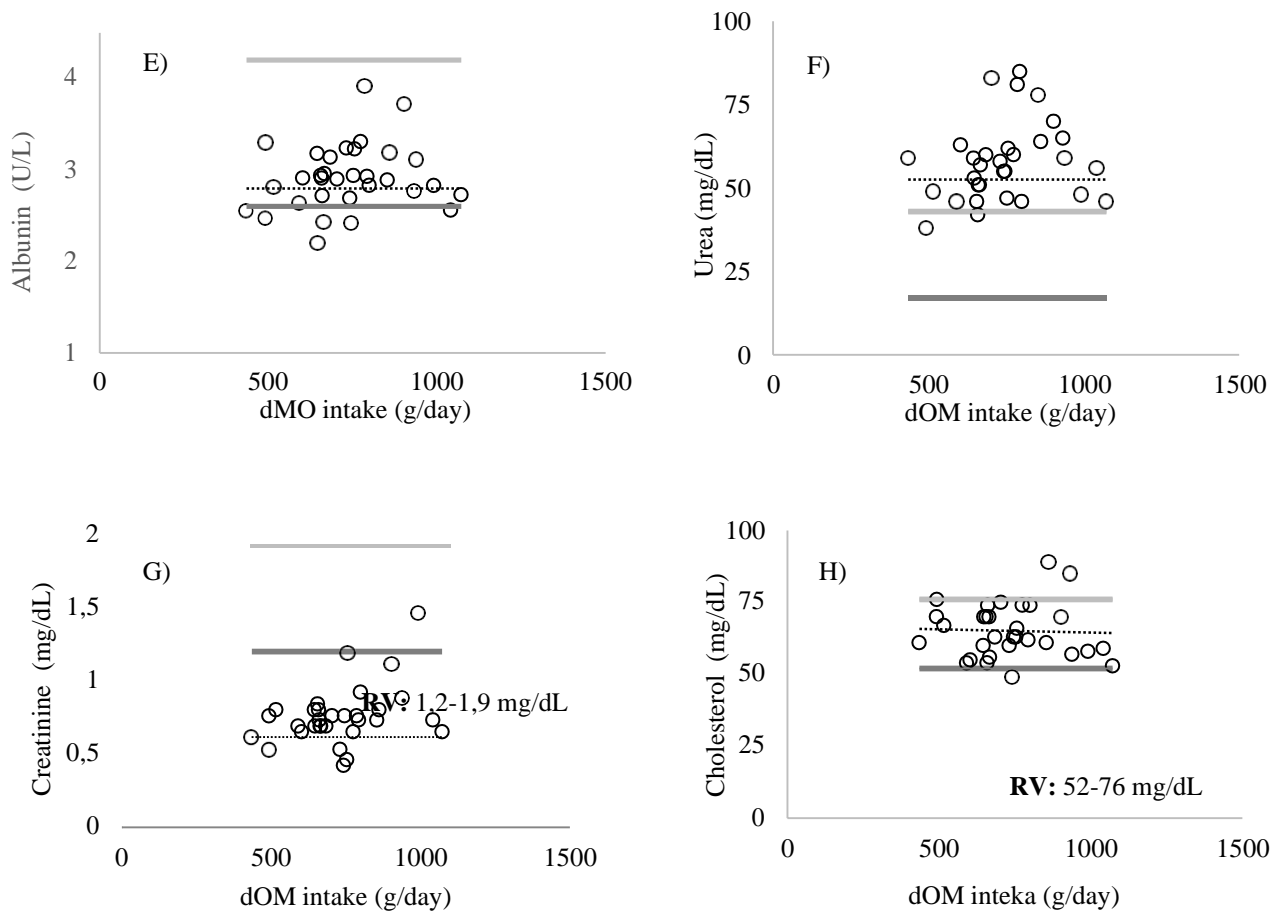 E)
4
3
2
1
0
500
1000
1500
Albunin (U/L)
dMO intake (g/day)
F)
100
75
50
25
0
0
500
1000
1500
Urea (mg/dL)
dOM intake (g/day)
G)
2
1,5
1
0,5
0
0
500
1000
1500
Creatinine (mg/dL)
RV: 1,2-1,9 mg/dL
dOM intake (g/day)
H)
100
75
50
25
0
0
500
1000
1500
Cholesterol (mg/dL)
RV: 52-76 mg/dL
dOM inteka (g/day)